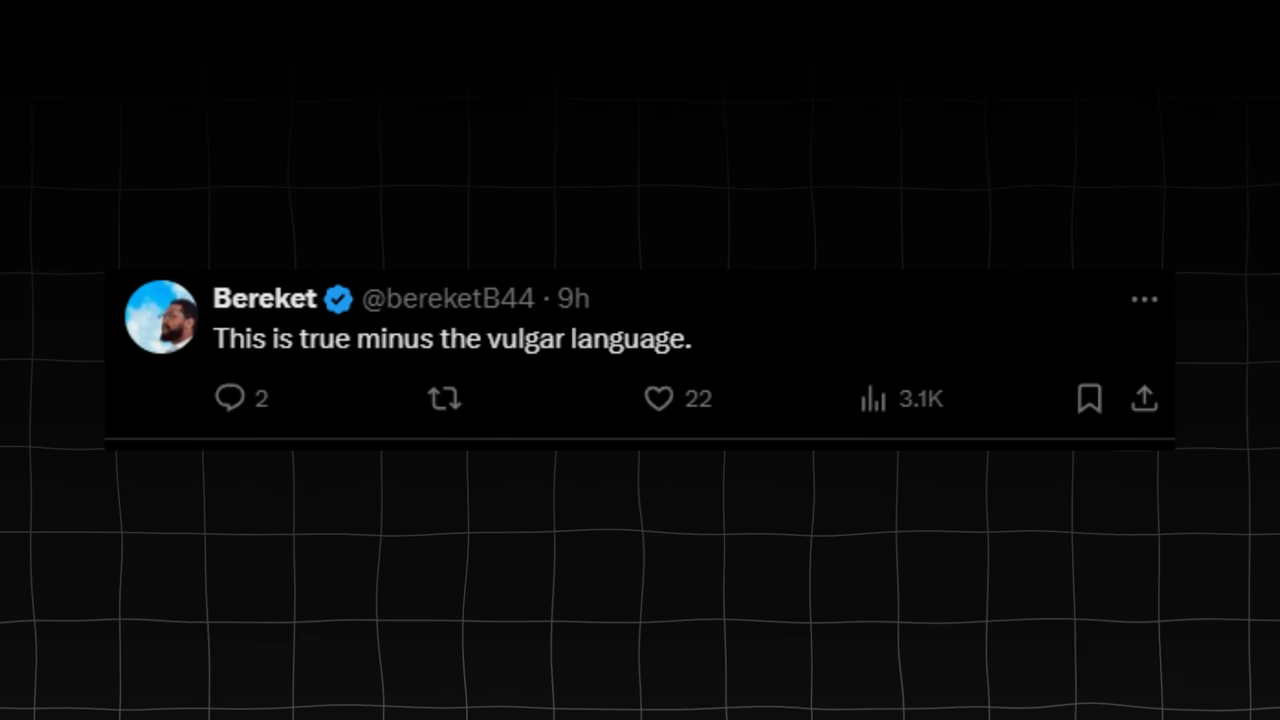 Bereket @bereketB44 · 9h
This is true minus the vulgar language.
2 22 3.1K